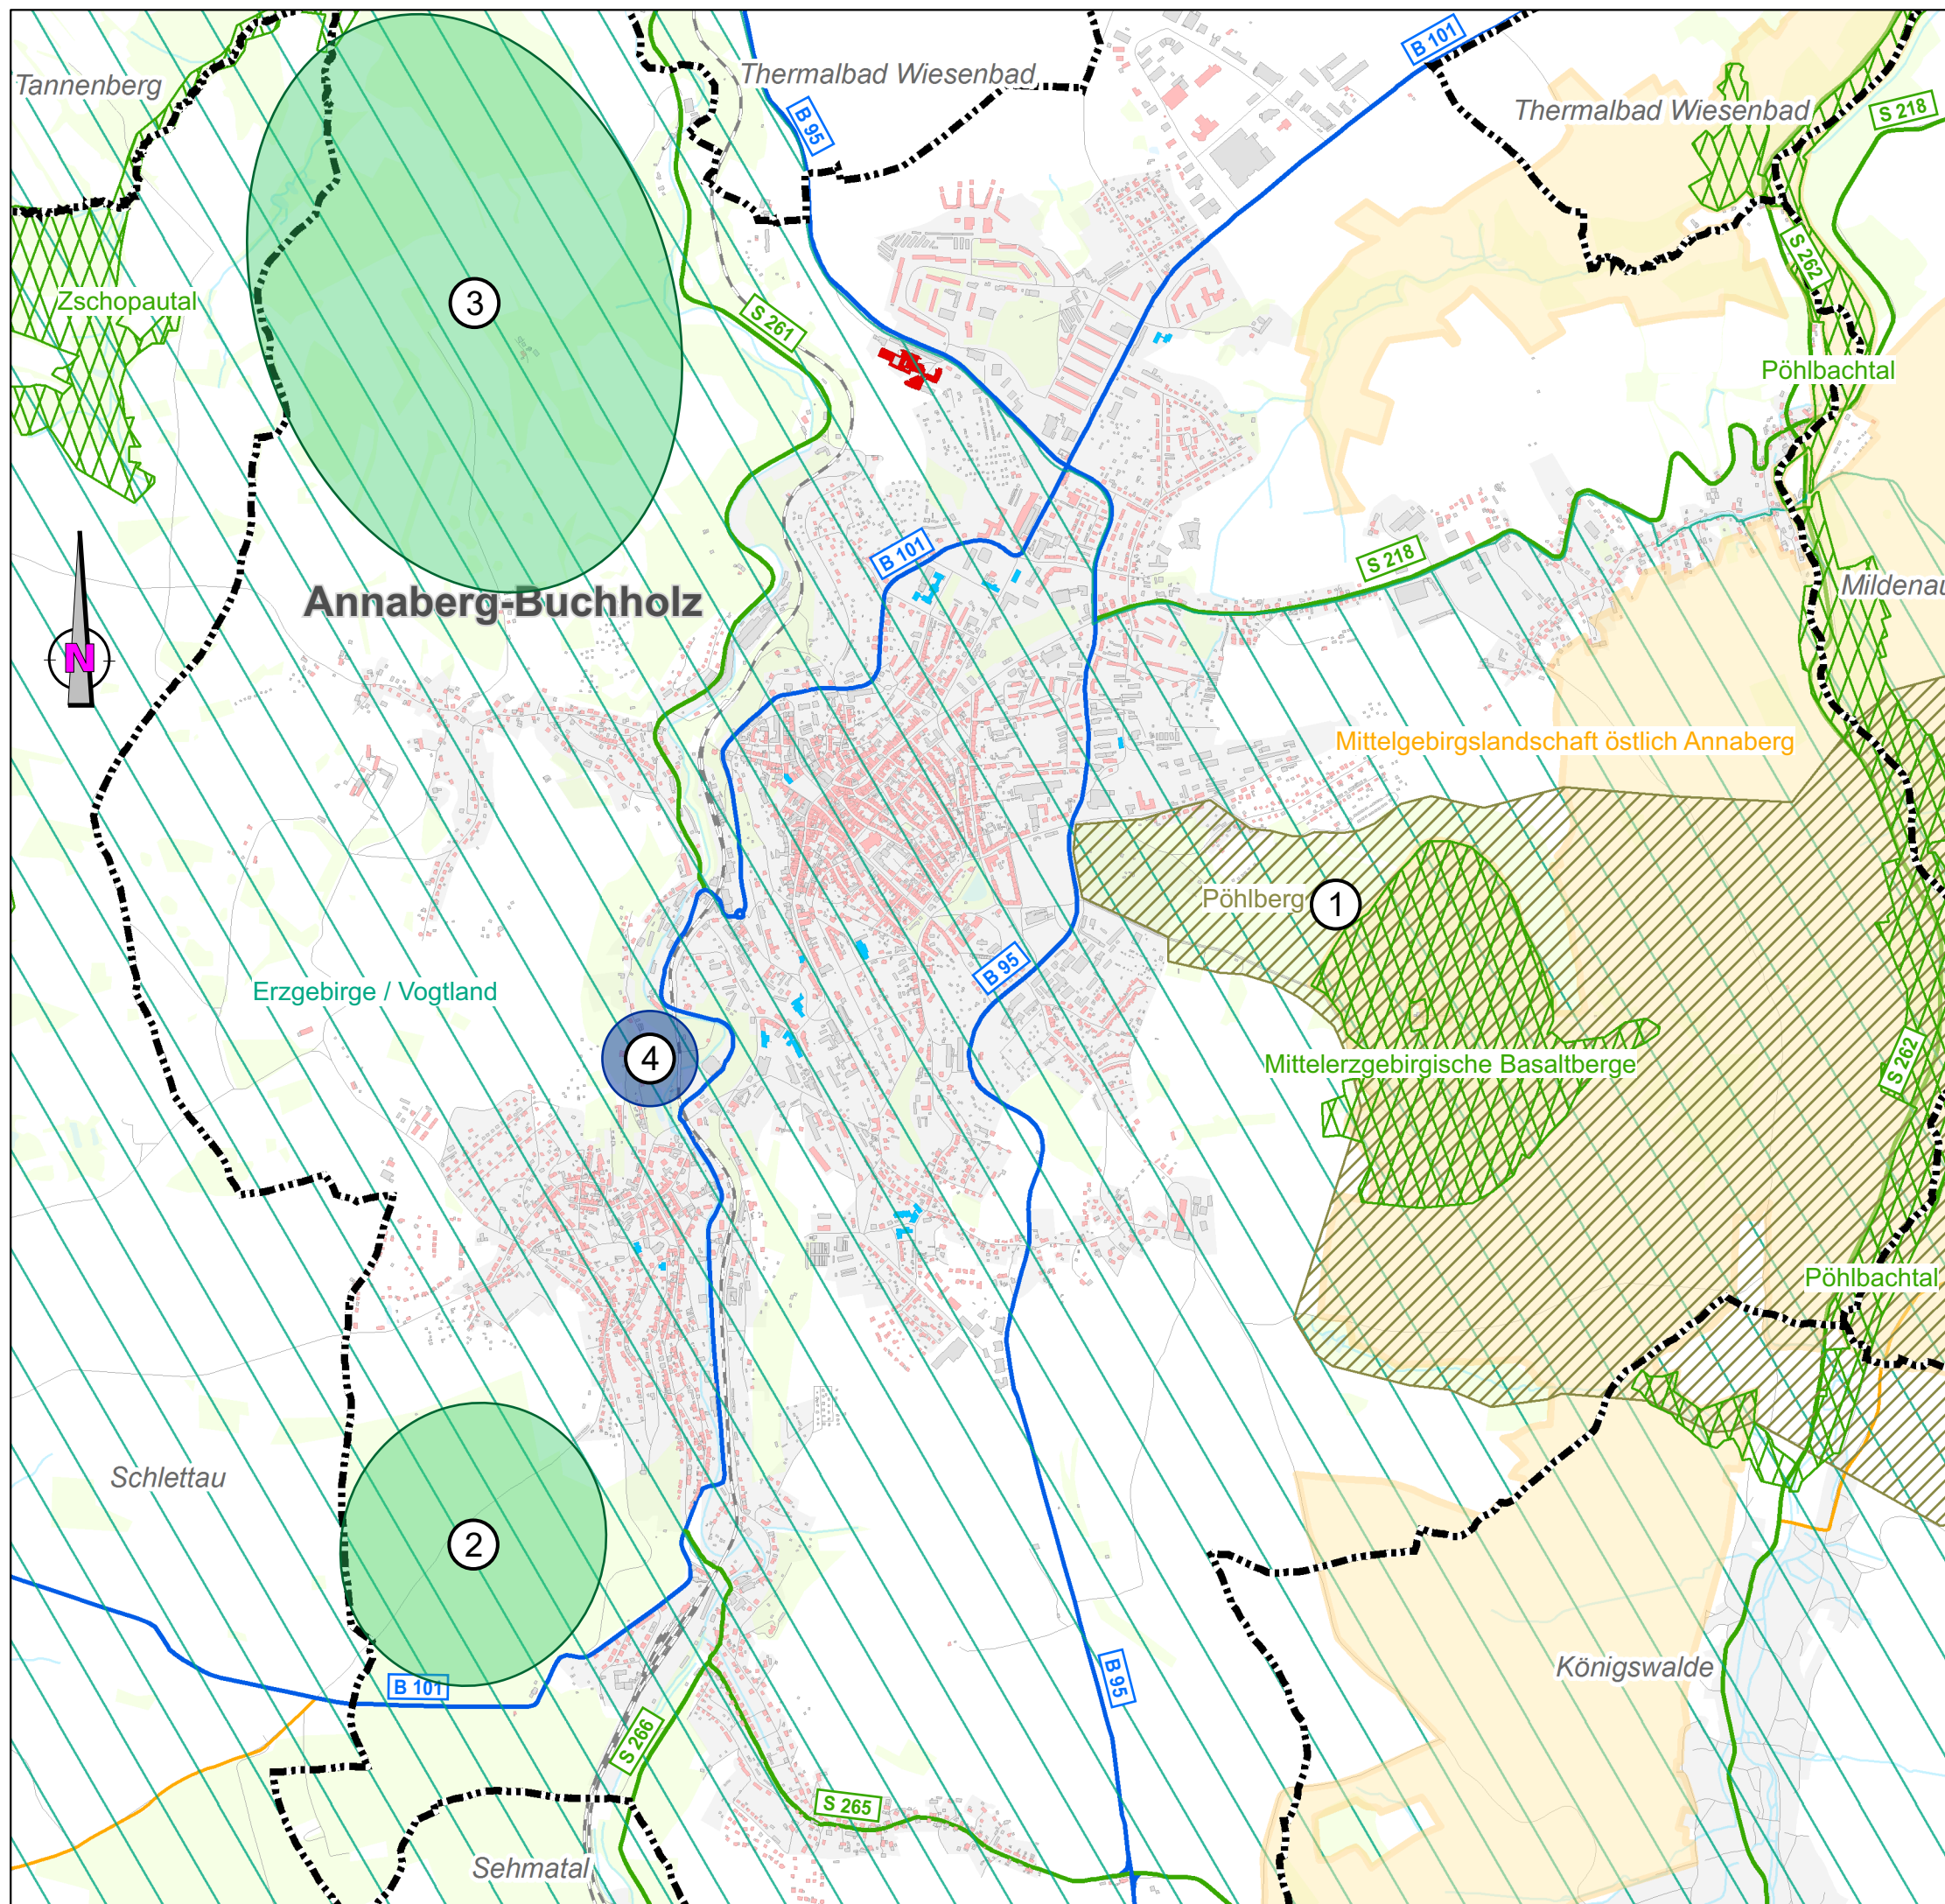 B 101
Thermalbad Wiesenbad
Tannenberg
Thermalbad Wiesenbad
S 218
B 95
S 262
Zschopautal
3
S 261
Pöhlbachtal
B 101
S 218
Mildenau
Annaberg-Buchholz
N
Mittelgebirgslandschaft östlich Annaberg
Pöhlberg
1
B 95
Erzgebirge / Vogtland
4
Mittelerzgebirgische Basaltberge
S 262
Pöhlbachtal
Schlettau
2
Königswalde
B 101
B 95
S 266
S 265
Sehmatal